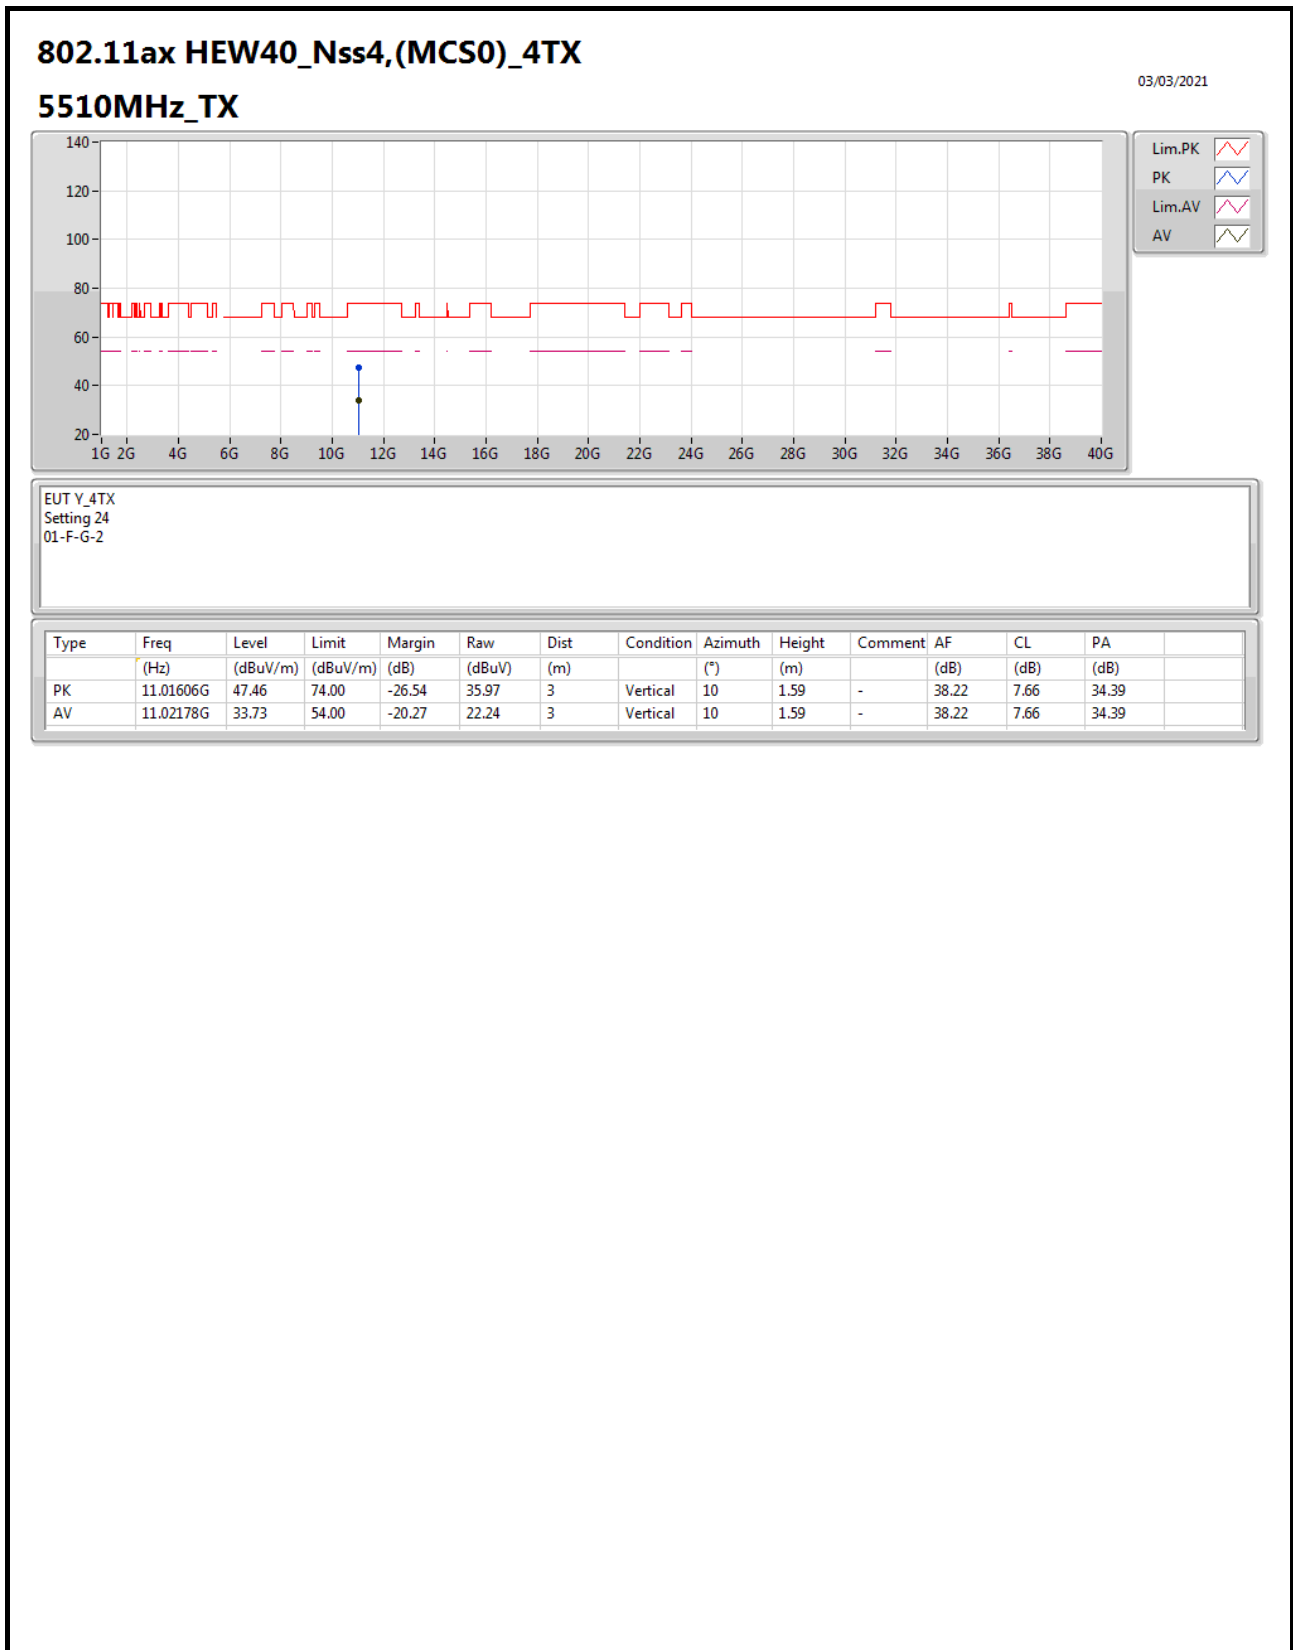 802.11ax HEW40_Nss4,(MCS0)_4TX
03/03/2021
5510MHz_TX
140
120
100
80
60
40
20
1G 2G 4G 6G 8G 10G 12G 14G 16G 18G 20G 22G 24G 26G 28G 30G 32G 34G 36G 38G 40G
Lim.PK
PK
Lim.AV
AV
EUT Y_4TX
Setting 24
01-F-G-2
Type Freq Level Limit Margin Raw Dist Condition Azimuth Height Comment AF CL PA
(Hz) (dBuV/m) (dBuV/m) (dB) (dBuV) (m) (°) (m) (dB) (dB) (dB)
PK 11.01606G 47.46 74.00 -26.54 35.97 3 Vertical 10 1.59 - 38.22 7.66 34.39
AV 11.02178G 33.73 54.00 -20.27 22.24 3 Vertical 10 1.59 - 38.22 7.66 34.39